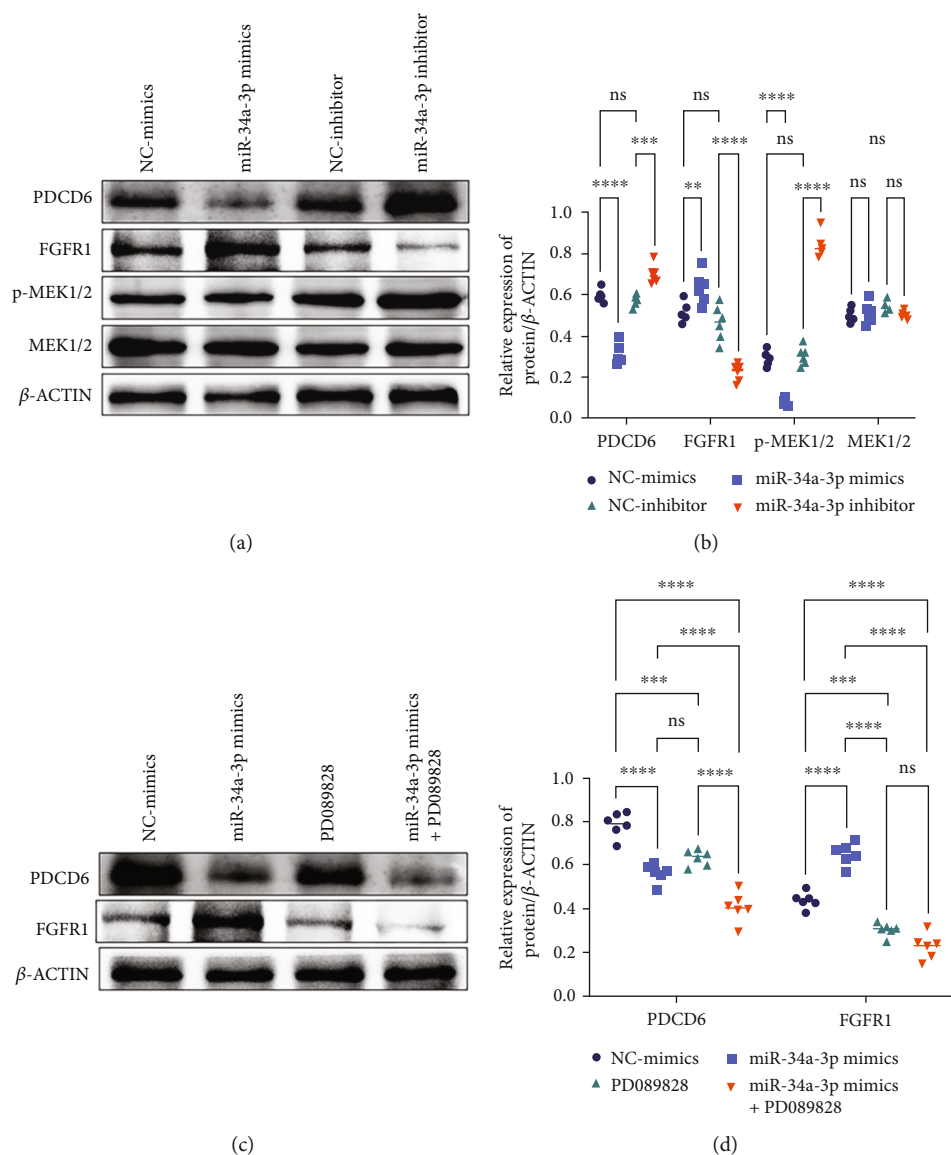 NC-mimics
miR-34a-3p mimics
NC-inhibitor
miR-34a-3p inhibitor
PDCD6
FGFR1
p-MEK1/2
MEK1/2
β-ACTIN
(a)
ns
****
***
ns
**
****
****
ns
****
ns
ns
ns
Relative expression of
protein/β-ACTIN
1.0
0.8
0.6
0.4
0.2
0.0
PDCD6
FGFR1
p-MEK1/2
MEK1/2
NC-mimics
miR-34a-3p mimics
NC-inhibitor
miR-34a-3p inhibitor
(b)
NC-mimics
miR-34a-3p mimics
PD089828
miR-34a-3p mimics
+ PD089828
PDCD6
FGFR1
β-ACTIN
(c)
****
****
***
ns
****
****
****
****
***
****
****
ns
Relative expression of
protein/β-ACTIN
1.0
0.8
0.6
0.4
0.2
0.0
PDCD6
FGFR1
NC-mimics
miR-34a-3p mimics
PD089828
miR-34a-3p mimics
+ PD089828
(d)